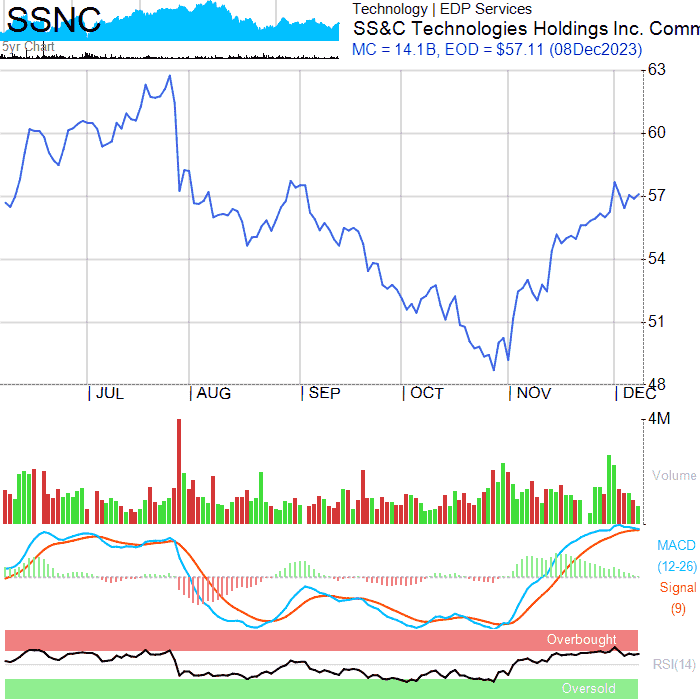 SSNC
5yr Chart
Technology | EDP Services
SS&C Technologies Holdings Inc. Comm
MC = 14.1B, EOD = $57.11 (08Dec2023)
63
60
57
54
51
48
JUL
AUG
SEP
OCT
NOV
DEC
4M
Volume
MACD
(12-26)
Signal
(9)
Overbought
RSI(14)
Oversold